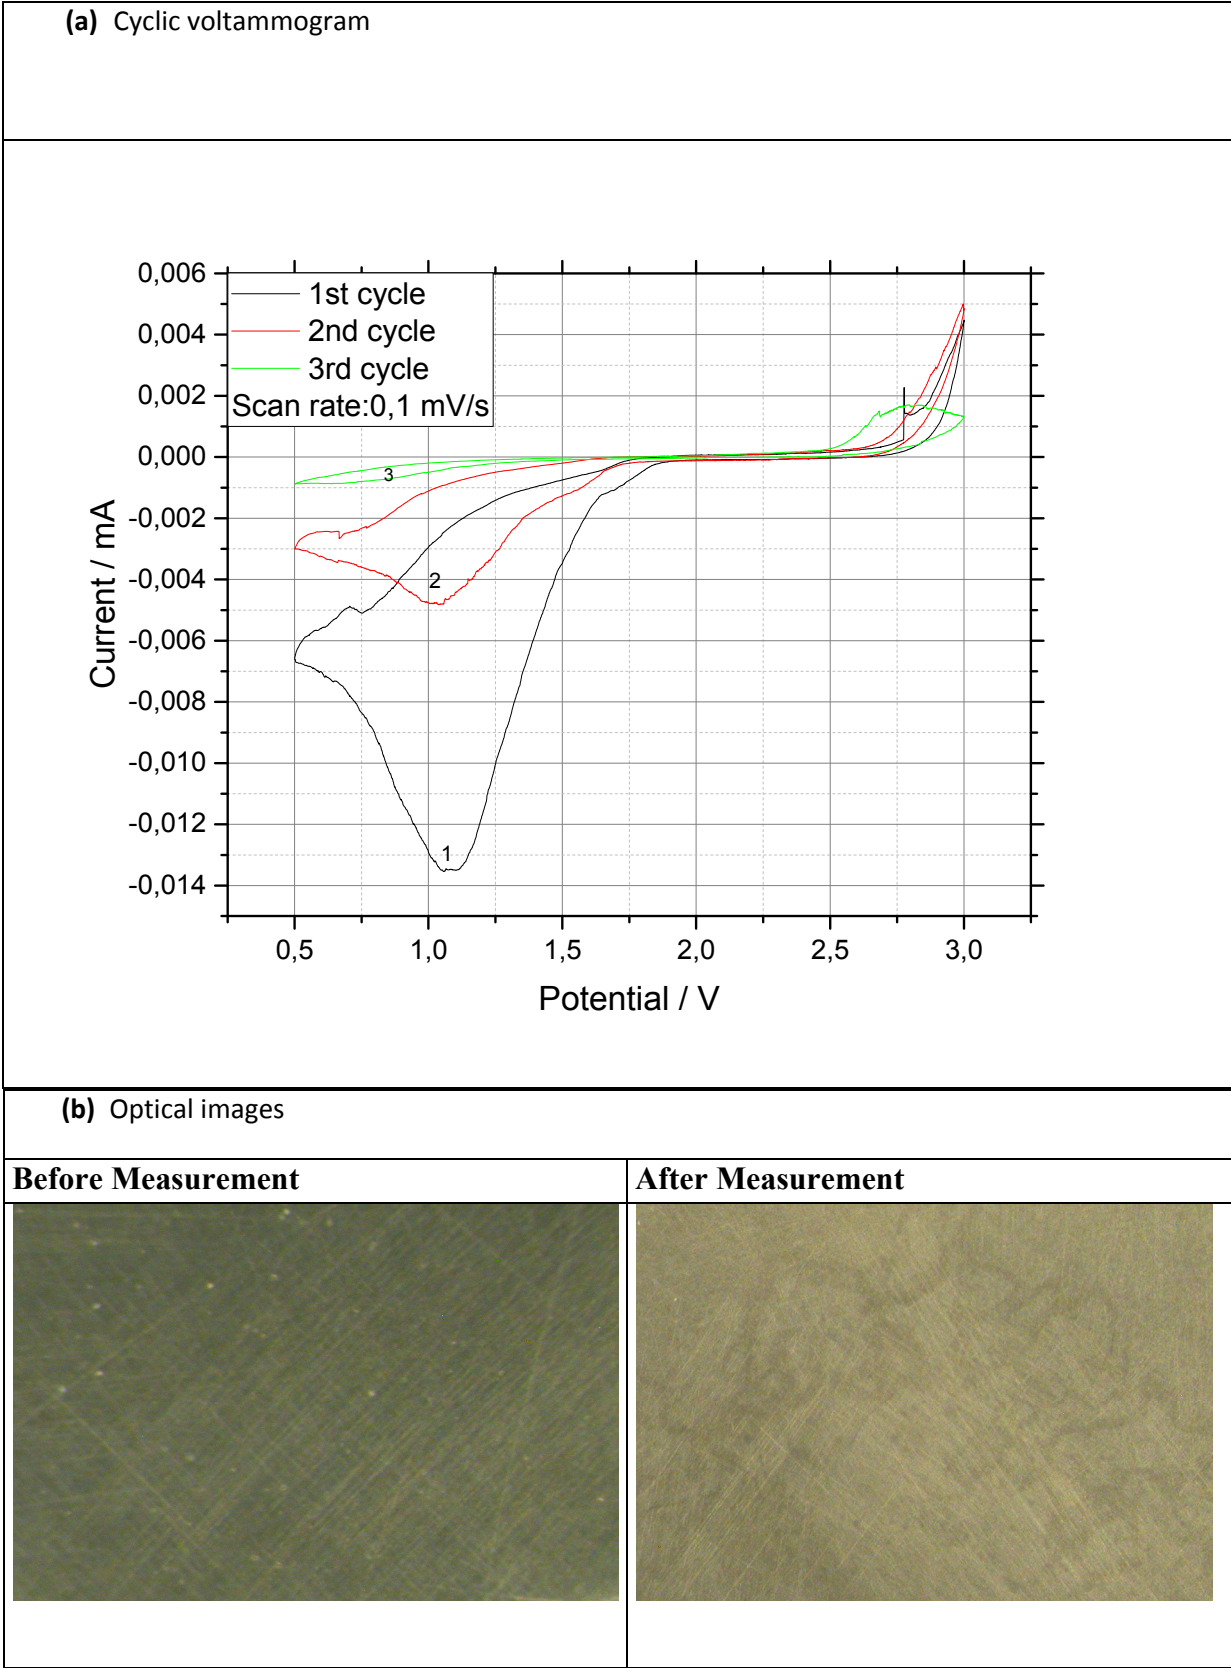 (a) Cyclic voltammogram
1st cycle
2nd cycle
3rd cycle
Scan rate:0,1 mV/s
0,006
0,004
0,002
0,000
-0,002
-0,004
-0,006
-0,008
-0,010
-0,012
-0,014
Current / mA
3
2
1
0,5 1,0 1,5 2,0 2,5 3,0
Potential / V
(b) Optical images
Before Measurement
After Measurement